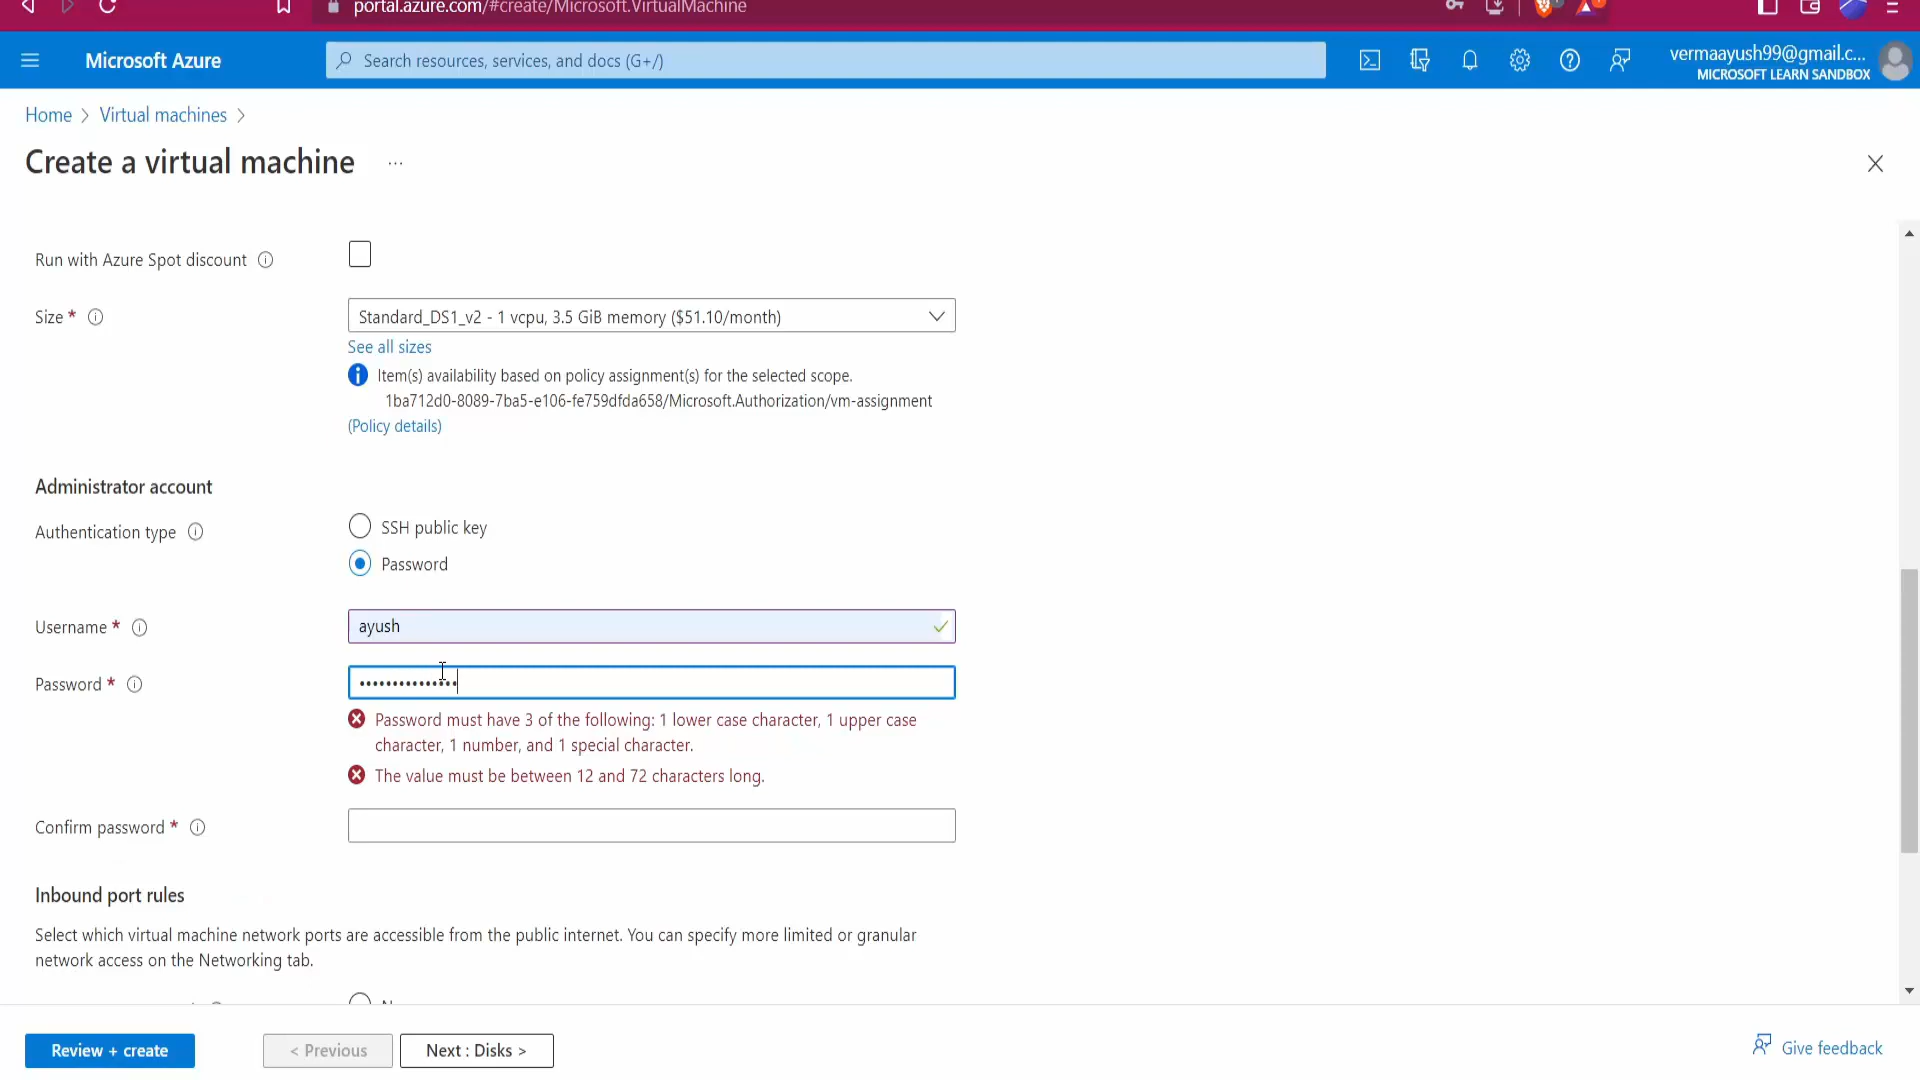 portal.azure.com/#create/Microsoft.VirtualMachine
Microsoft Azure
Search resources, services, and docs (G+/)
vermaayush99@gmail.c...
MICROSOFT LEARN SANDBOX
Home > Virtual machines >
Create a virtual machine ...
Run with Azure Spot discount
Size *
Standard_DS1_v2 - 1 vcpu, 3.5 GiB memory ($51.10/month)
See all sizes
Item(s) availability based on policy assignment(s) for the selected scope.
1ba712d0-8089-7ba5-e106-fe759dfda658/Microsoft.Authorization/vm-assignment
(Policy details)
Administrator account
Authentication type
SSH public key
Password
Username *
ayush
Password *
Password must have 3 of the following: 1 lower case character, 1 upper case
character, 1 number, and 1 special character.
The value must be between 12 and 72 characters long.
Confirm password *
Inbound port rules
Select which virtual machine network ports are accessible from the public internet. You can specify more limited or granular
network access on the Networking tab.
Review + create
< Previous
Next : Disks >
Give feedback